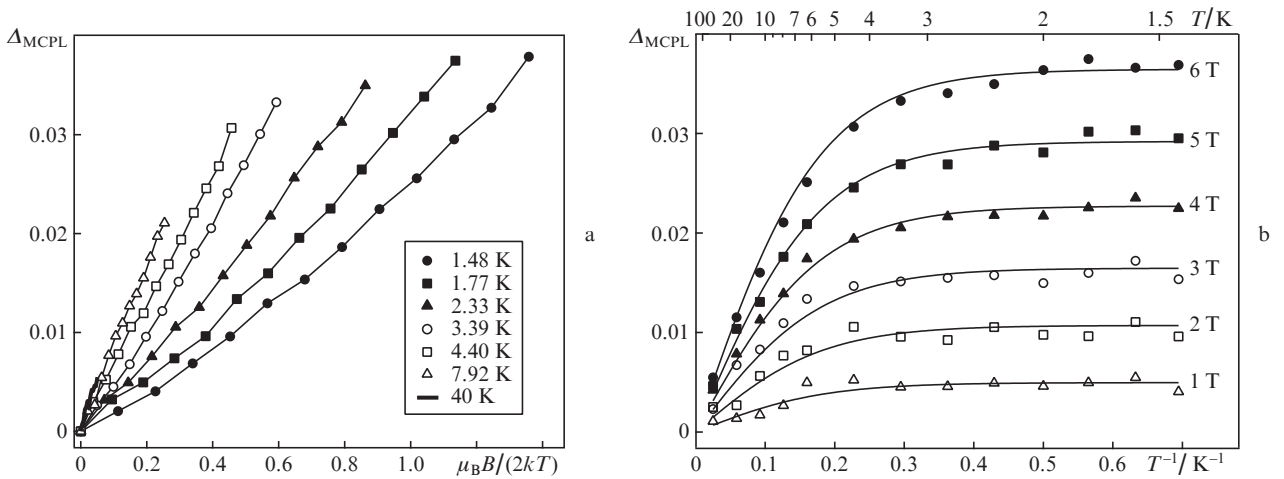 Δ_MCPL
0.03
0.02
0.01
0
0 0.2 0.4 0.6 0.8 1.0 μ_B B/(2kT)
1.48 K
1.77 K
2.33 K
3.39 K
4.40 K
7.92 K
40 K
a
100 20 10 7 6 5 4 3 2 1.5 T/K
Δ_MCPL
0.03
0.02
0.01
0
6 T
5 T
4 T
3 T
2 T
1 T
0 0.1 0.2 0.3 0.4 0.5 0.6 T⁻¹/K⁻¹
b